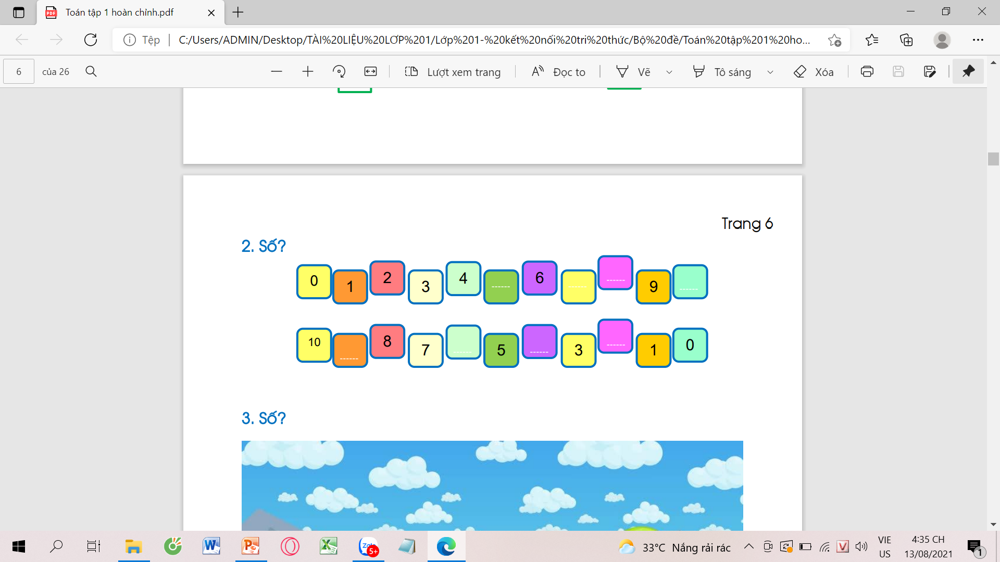 Toán tập 1 hoàn chỉnh.pdf
Tệp
C:/Users/ADMIN/Desktop/TÀI%20LIỆU%20LƠP%201/Lớp%201-%20kết%20nối%20tri%20thức/Bộ%20đề/Toán%20tập%201%20ho...
6 của 26 Lượt xem trang Đọc to Vẽ Tô sáng Xóa
Trang 6
2. Số?
0 1 2 3 4 ------ 6 ------ ------ 9 ------
10 ------ 8 7 ------ 5 ------ 3 ------ 1 0
3. Số?
33°C Nắng rải rác
VIE
US
4:35 CH
13/08/2021
1
5+